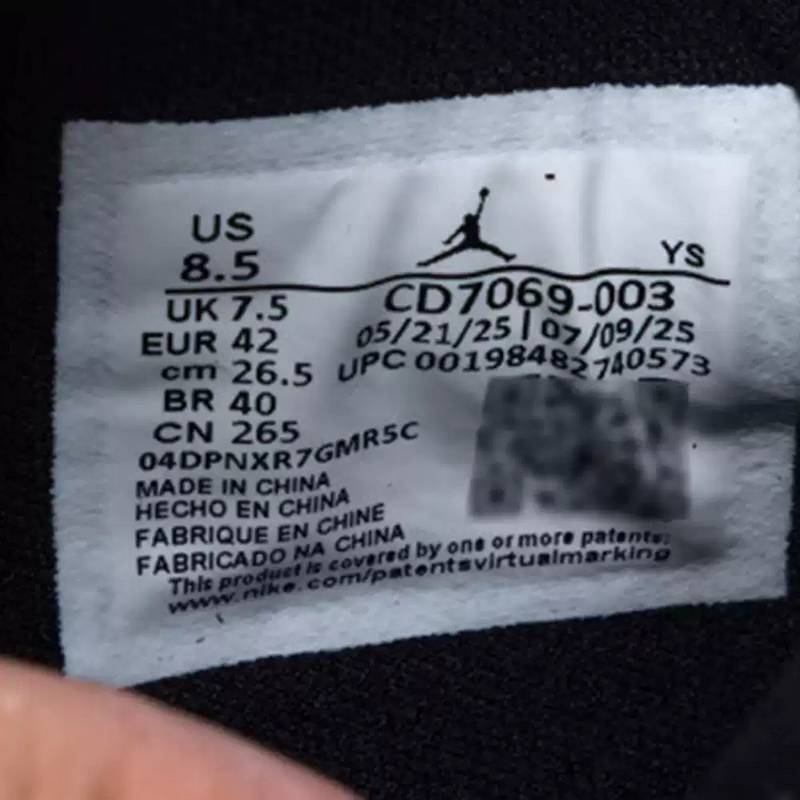 US
8.5
YS
UK 7.5
EUR 42
cm 26.5
BR 40
CN 265
CD7069-003
05/21/25 | 07/09/25
UPC 00198482740573
04DPNXR7GMR5C
MADE IN CHINA
HECHO EN CHINA
FABRIQUE EN CHINE
FABRICADO NA CHINA
This product is covered by one or more patents:
www.nike.com/patentsvirtualmarking